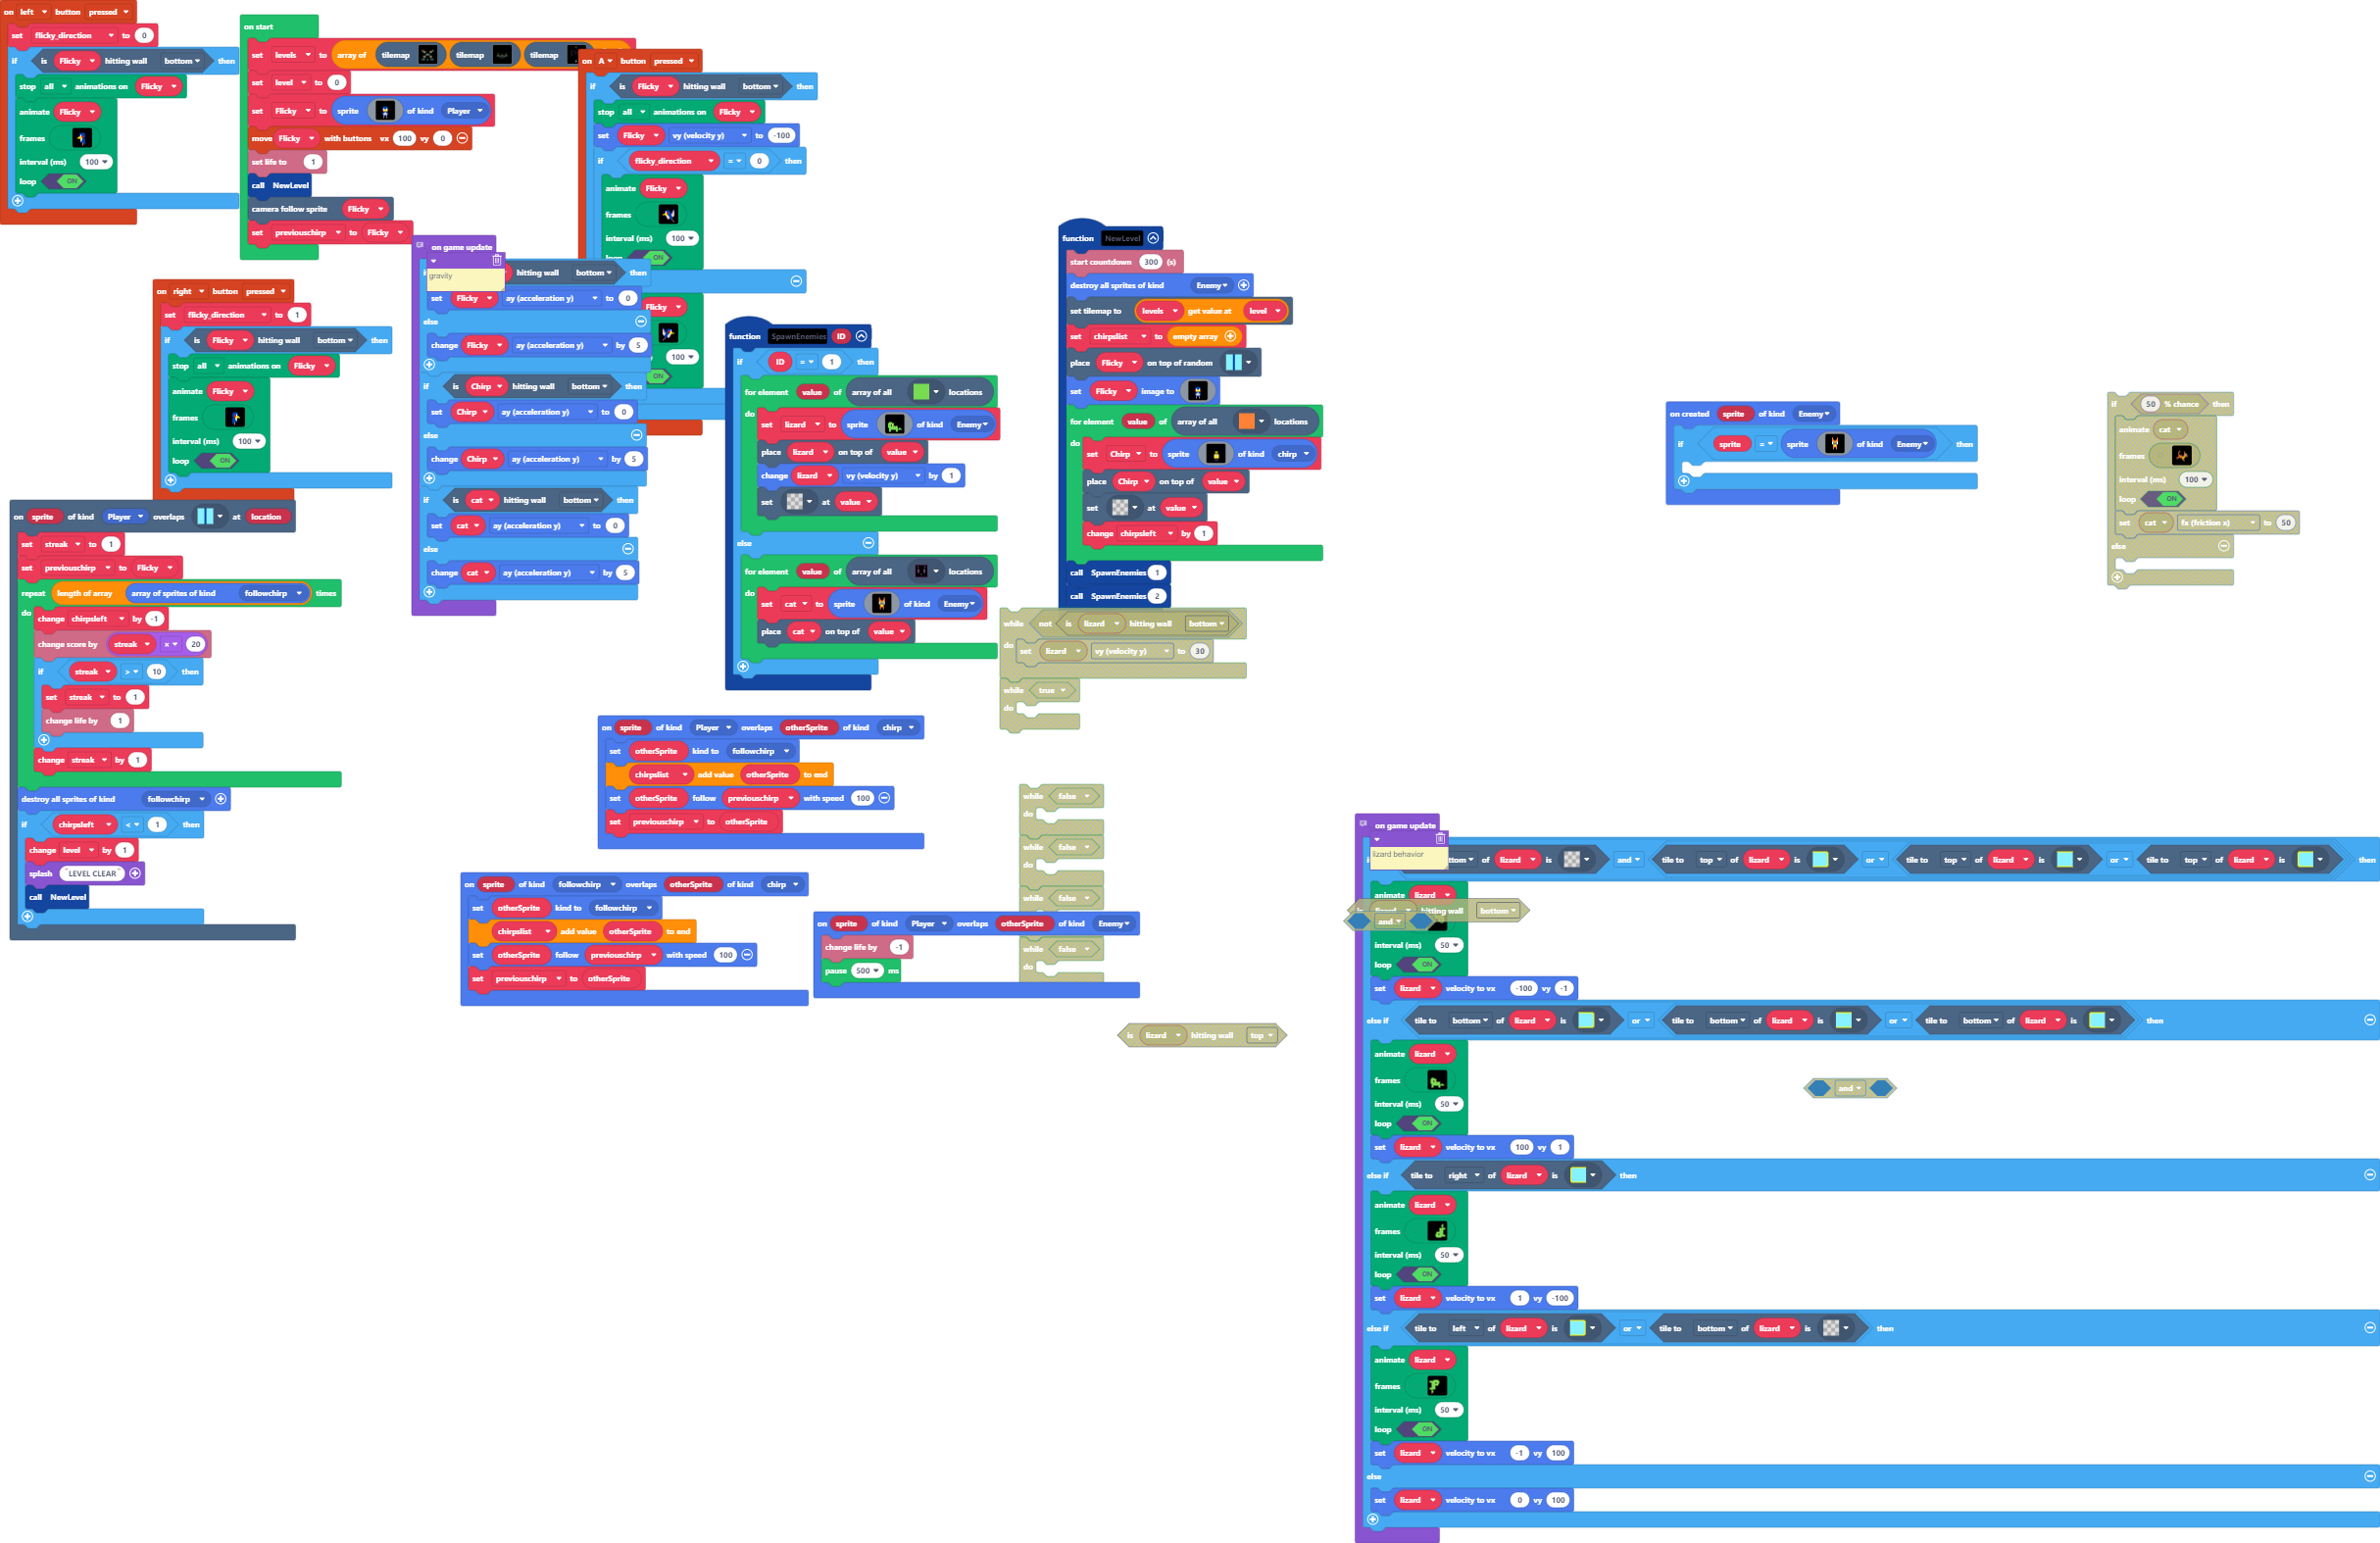 on left button pressed
set flicky_direction to 0
if is Flicky hitting wall bottom then
stop all animations on Flicky
animate Flicky
frames
interval (ms) 100
loop ON
on start
set levels to array of tilemap tilemap tilemap
set level to 0
set Flicky to sprite of kind Player
move Flicky with buttons vx 100 vy 0
set life to 1
call NewLevel
camera follow sprite Flicky
set previouschirp to Flicky
on A button pressed
if is Flicky hitting wall bottom then
stop all animations on Flicky
set Flicky vy (velocity y) to -100
if flicky_direction = 0 then
animate Flicky
frames
interval (ms) 100
loop ON
Flicky
100
ON
on right button pressed
set flicky_direction to 1
if is Flicky hitting wall bottom then
stop all animations on Flicky
animate Flicky
frames
interval (ms) 100
loop ON
on game update
gravity
hitting wall bottom then
set Flicky ay (acceleration y) to 0
else
change Flicky ay (acceleration y) by 5
if is Chirp hitting wall bottom then
set Chirp ay (acceleration y) to 0
else
change Chirp ay (acceleration y) by 5
if is cat hitting wall bottom then
set cat ay (acceleration y) to 0
else
change cat ay (acceleration y) by 5
function SpawnEnemies ID
if ID = 1 then
for element value of array of all locations
do
set lizard to sprite of kind Enemy
place lizard on top of value
change lizard vy (velocity y) by 1
set at value
else
for element value of array of all locations
do
set cat to sprite of kind Enemy
place cat on top of value
function NewLevel
start countdown 300 (s)
destroy all sprites of kind Enemy
set tilemap to levels get value at level
set chirpslist to empty array
place Flicky on top of random
set Flicky image to
for element value of array of all locations
do
set Chirp to sprite of kind chirp
place Chirp on top of value
set at value
change chirpsleft by 1
call SpawnEnemies 1
call SpawnEnemies 2
while not is lizard hitting wall bottom
do set lizard vy (velocity y) to 30
while true
do
on created sprite of kind Enemy
if sprite = sprite of kind Enemy then
if 50 % chance then
animate cat
frames
interval (ms) 100
loop ON
set cat fx (friction x) to 50
else
on sprite of kind Player overlaps at location
set streak to 1
set previouschirp to Flicky
repeat length of array array of sprites of kind followchirp times
do
change chirpsleft by -1
change score by streak x 20
if streak > 10 then
set streak to 1
change life by 1
change streak by 1
destroy all sprites of kind followchirp
if chirpsleft < 1 then
change level by 1
splash "LEVEL CLEAR"
call NewLevel
on sprite of kind Player overlaps otherSprite of kind chirp
set otherSprite kind to followchirp
chirpslist add value otherSprite to end
set otherSprite follow previouschirp with speed 100
set previouschirp to otherSprite
on sprite of kind followchirp overlaps otherSprite of kind chirp
set otherSprite kind to followchirp
chirpslist add value otherSprite to end
set otherSprite follow previouschirp with speed 100
set previouschirp to otherSprite
while false
do
while false
do
while false
on sprite of kind Player overlaps otherSprite of kind Enemy
change life by -1
pause 500 ms
while false
do
is lizard hitting wall top
on game update
lizard behavior
of lizard is and tile to top of lizard is or tile to top of lizard is or tile to top of lizard is then
animate lizard
hitting wall bottom
and
interval (ms) 50
loop ON
set lizard velocity to vx -100 vy -1
else if tile to bottom of lizard is or tile to bottom of lizard is or tile to bottom of lizard is then
animate lizard
frames
interval (ms) 50
loop ON
and
set lizard velocity to vx 100 vy 1
else if tile to right of lizard is then
animate lizard
frames
interval (ms) 50
loop ON
set lizard velocity to vx 1 vy -100
else if tile to left of lizard is or tile to bottom of lizard is then
animate lizard
frames
interval (ms) 50
loop ON
set lizard velocity to vx -1 vy 100
else
set lizard velocity to vx 0 vy 100